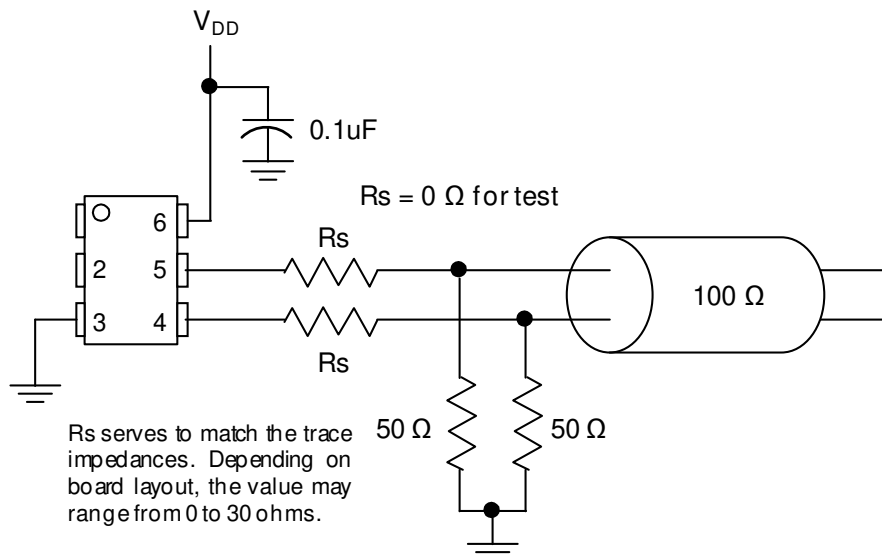 VDD
0.1uF
Rs = 0 Ω for test
6
Rs
2
5
100 Ω
3
4
Rs
50 Ω
50 Ω
Rs serves to match the trace
impedances. Depending on
board layout, the value may
range from 0 to 30 ohms.